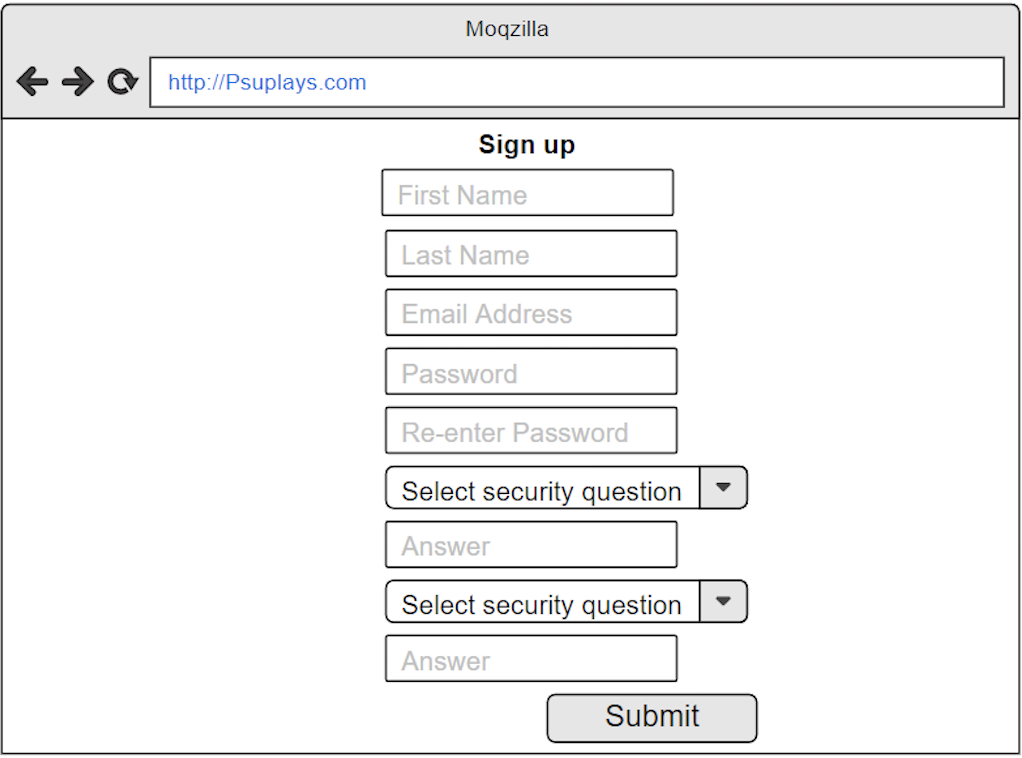 Moqzilla
http://Psuplays.com
Sign up
First Name
Last Name
Email Address
Password
Re-enter Password
Select security question
Answer
Select security question
Answer
Submit